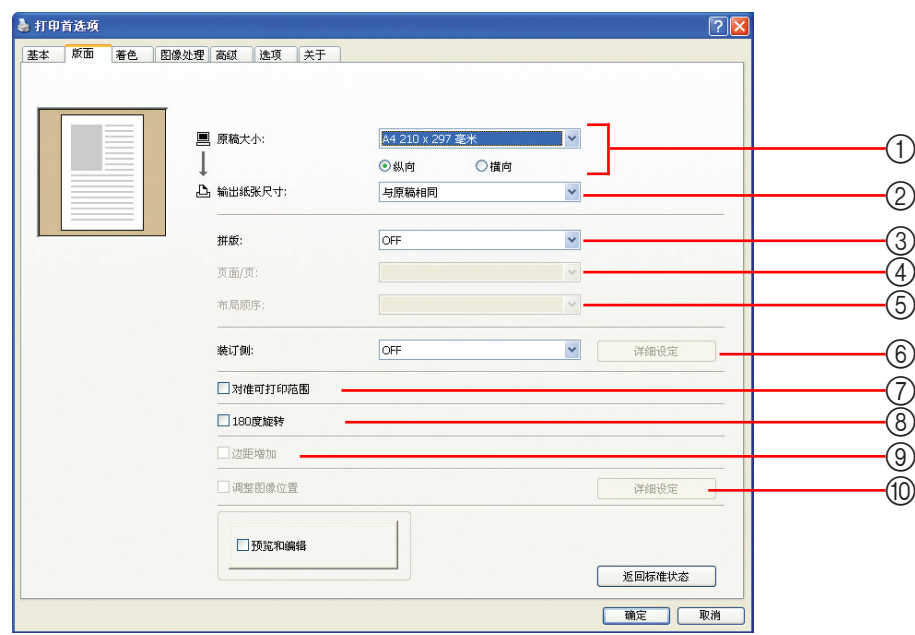 打印首选项
基本 版面 着色 图像处理 高级 选项 关于
原稿大小: A4 210 x 297 毫米 ①
纵向 横向
输出纸张尺寸: 与原稿相同 ②
拼版: OFF ③
页面/页: ④
布局顺序: ⑤
装订侧: OFF 详细设定 ⑥
对准可打印范围 ⑦
180度旋转 ⑧
边距增加 ⑨
调整图像位置 详细设定 ⑩
预览和编辑
返回标准状态
确定 取消